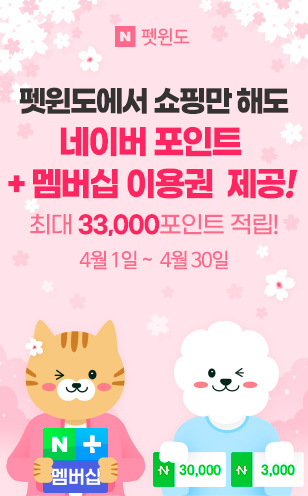 N 펫윈도
펫윈도에서 쇼핑만 해도
네이버 포인트
+ 멤버십 이용권 제공!
최대 33,000포인트 적립!
4월 1일 ~ 4월 30일
N +
멤버십
N 30,000 N 3,000